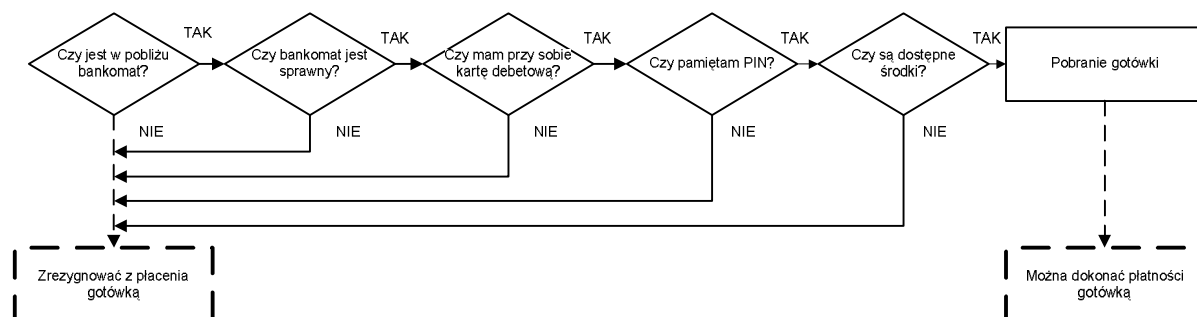 TAK
TAK
TAK
TAK
TAK
Czy jest w pobliżu
bankomat?
Czy bankomat jest
sprawny?
Czy mam przy sobie
kartę debetową?
Czy pamiętam PIN?
Czy są dostępne
środki?
Pobranie gotówki
NIE
NIE
NIE
NIE
NIE
Zrezygnować z płacenia
gotówką
Można dokonać płatności
gotówką